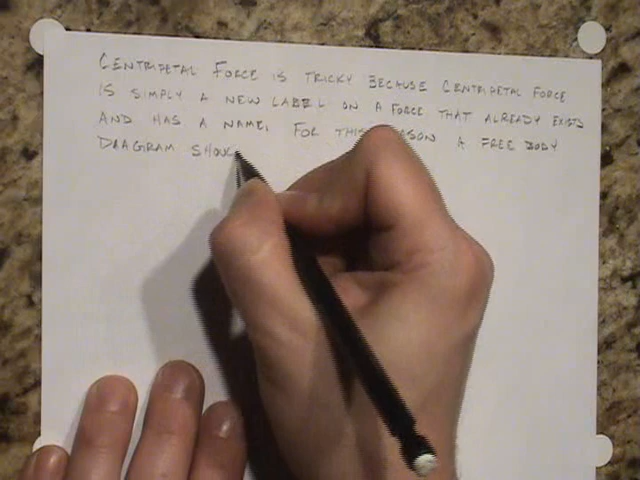 CENTRIPETAL FORCE IS TRICKY BECAUSE CENTRIPETAL FORCE
IS SIMPLY A NEW LABEL ON A FORCE THAT ALREADY EXISTS
AND HAS A NAME. FOR THIS A FREE BODY
DIAGRAM